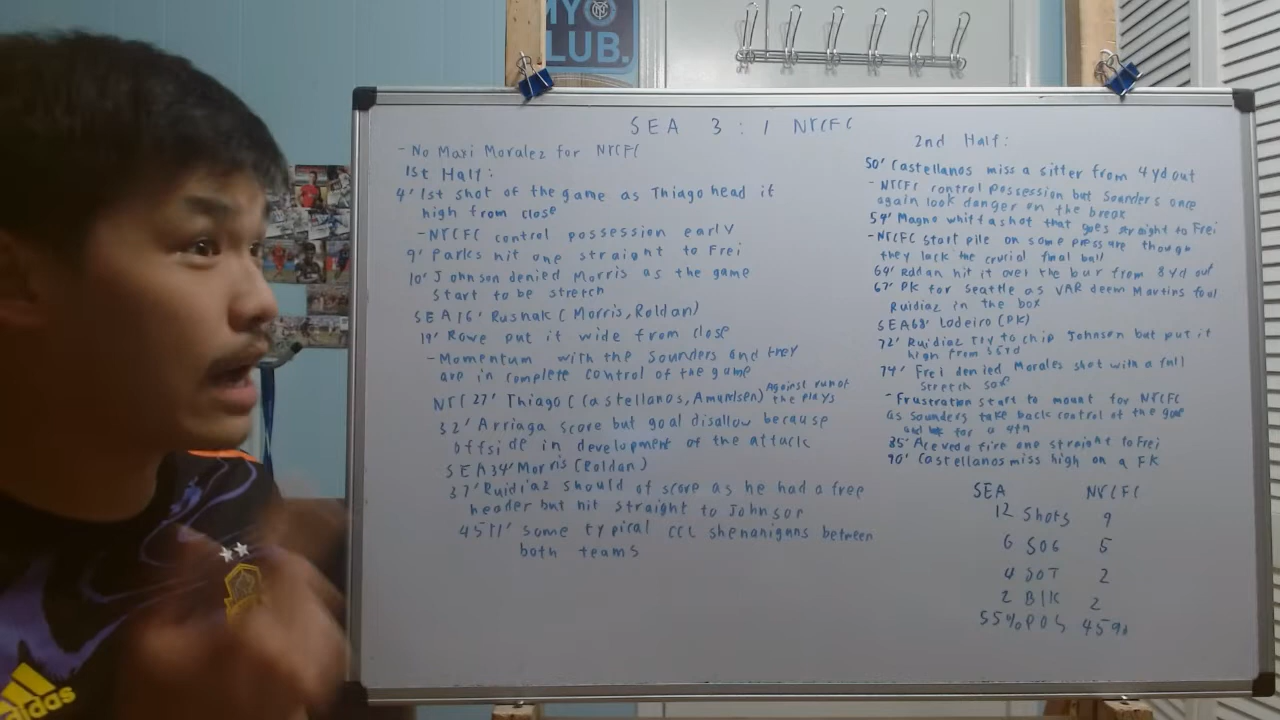 MY
CLUB.
SEA 3 : 1 NYCFC
- No Maxi Moralez for NYCFC
1st Half:
4' 1st shot of the game as Thiago head it
high from close
- NYCFC control possession early
9' Parks hit one straight to Frei
10' Johnson denied Morris as the game
start to be stretch
SEA 16' Rusnak (Morris, Roldan)
19' Rowe put it wide from close
- Momentum with the Sounders and they
are in complete control of the game
NYC 27' Thiago (Castellanos, Amundsen) Against run of
the plays
32' Arriaga score but goal disallow because
offside in development of the attack
SEA 34' Morris (Roldan)
37' Ruidiaz should of score as he had a free
header but hit straight to Johnson
45+1' some typical CCL shenanigans between
both teams
2nd Half:
50' Castellanos miss a sitter from 4yd out
- NYCFC control possession but Sounders once
again look danger on the break
59' Magno whiff a shot that goes straight to Frei
- NYCFC start pile on some pressure though
they lack the crucial final ball
64' Roldan hit it over the bar from 8yd out
67' PK for Seattle as VAR deem Martins foul
Ruidiaz in the box
SEA 68' Lodeiro (PK)
72' Ruidiaz try to chip Johnson but put it
high from 55yd
74' Frei denied Morales shot with a full
stretch save
- Frustration start to mount for NYCFC
as Sounders take back control of the game
and for a 4th
85' Acevedo fire one straight to Frei
90' Castellanos miss high on a FK
SEA NYCFC
12 Shots 9
6 SOG 5
4 SOT 2
2 Blk 2
55% POS 45%
adidas